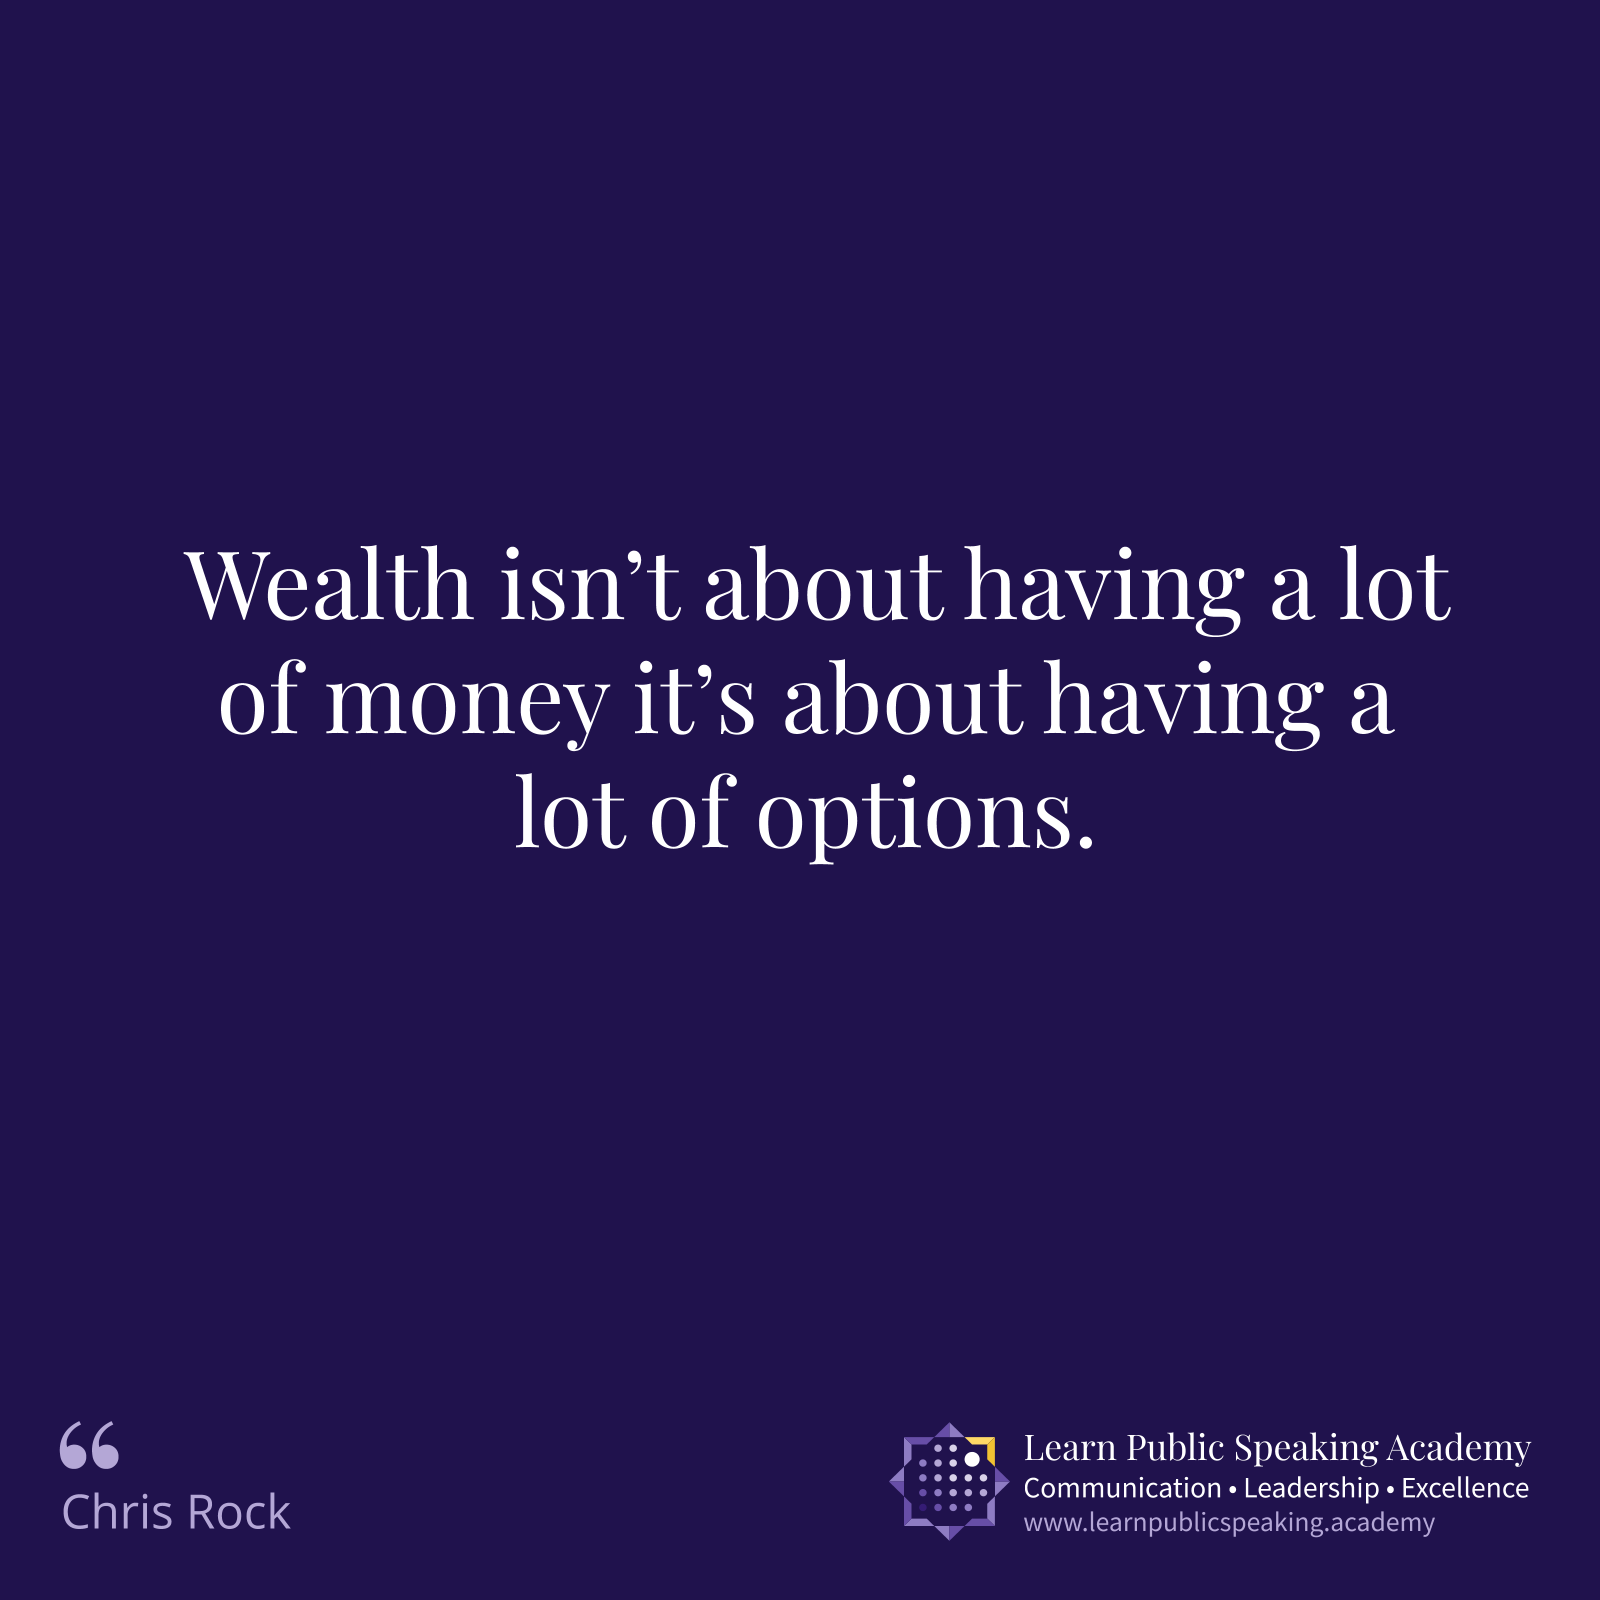 Wealth isn’t about having a lot
of money it’s about having a
lot of options.
“
Chris Rock
Learn Public Speaking Academy
Communication • Leadership • Excellence
www.learnpublicspeaking.academy